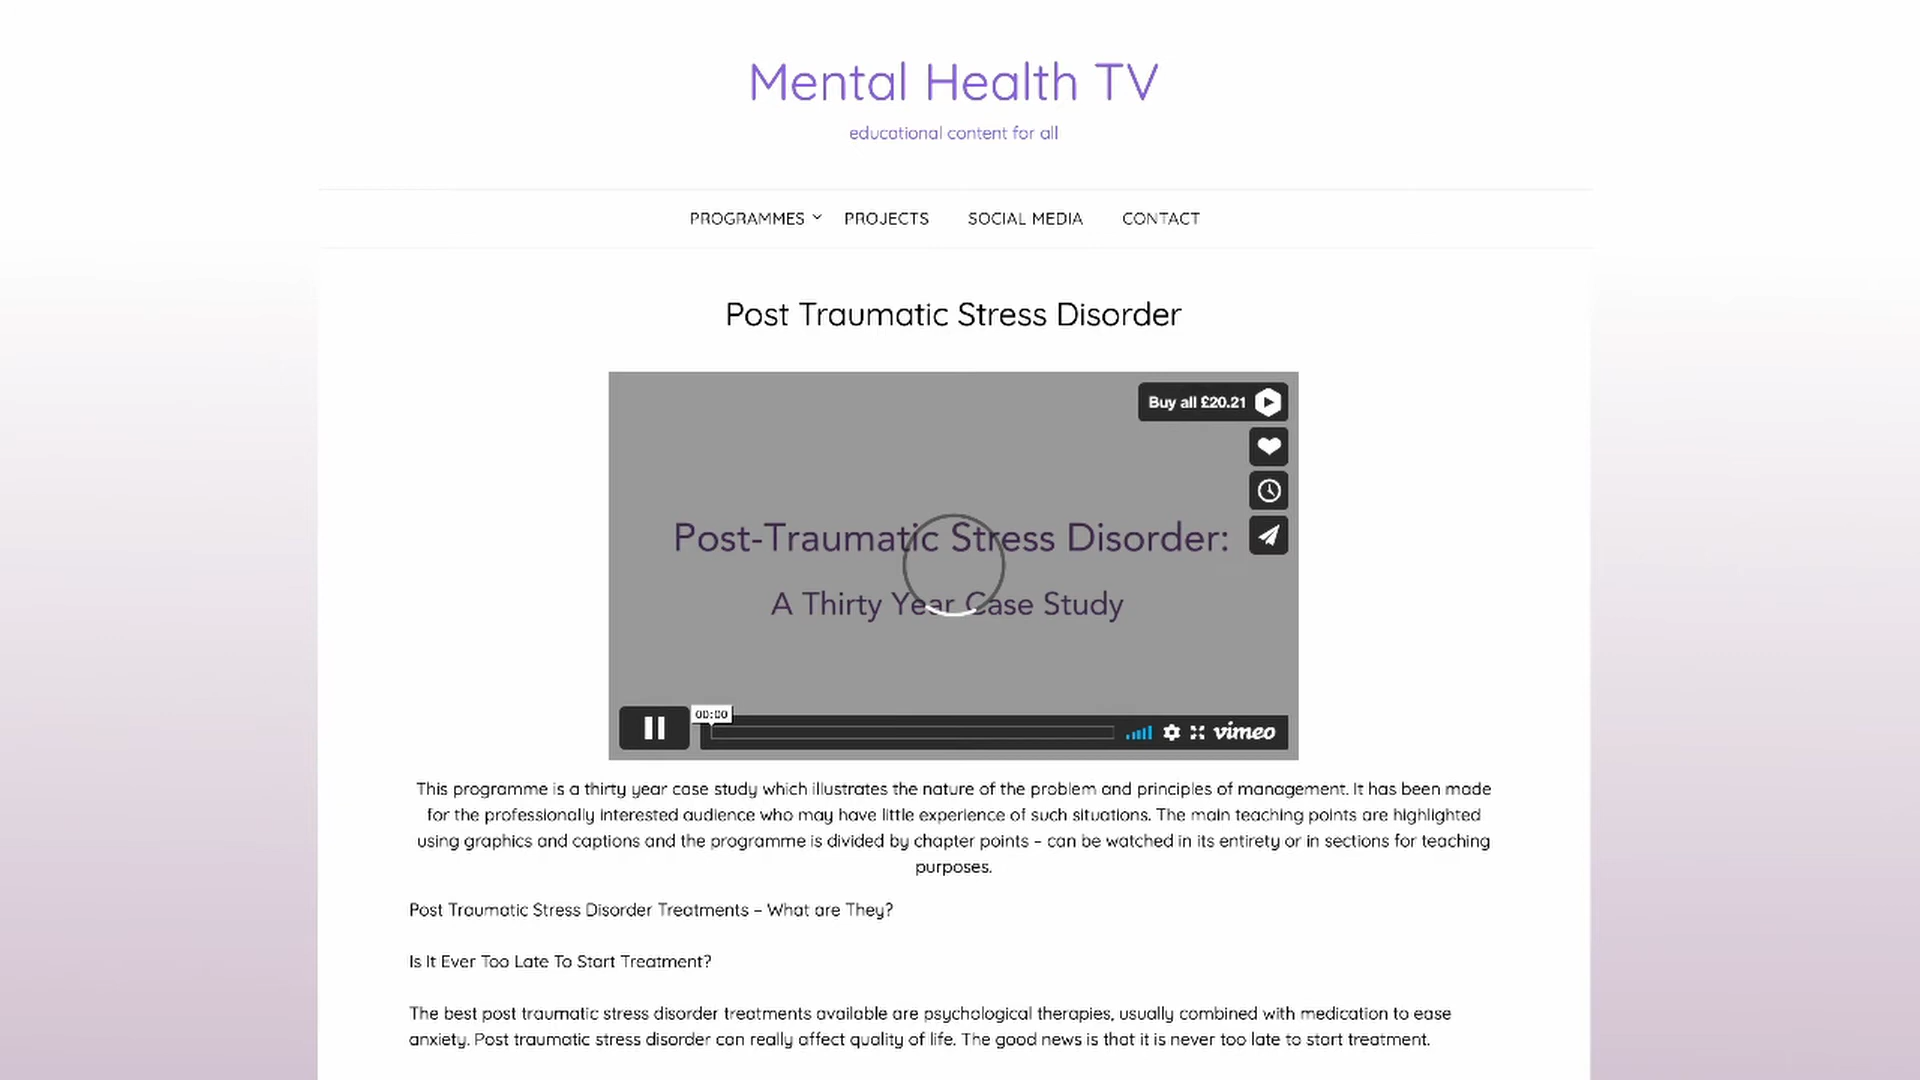 Mental Health TV
educational content for all
PROGRAMMES PROJECTS SOCIAL MEDIA CONTACT
Post Traumatic Stress Disorder
Buy all £20.21
Post-Traumatic Stress Disorder:
A Thirty Year Case Study
00:00
vimeo
This programme is a thirty year case study which illustrates the nature of the problem and principles of management. It has been made
for the professionally interested audience who may have little experience of such situations. The main teaching points are highlighted
using graphics and captions and the programme is divided by chapter points – can be watched in its entirety or in sections for teaching
purposes.
Post Traumatic Stress Disorder Treatments – What are They?
Is It Ever Too Late To Start Treatment?
The best post traumatic stress disorder treatments available are psychological therapies, usually combined with medication to ease
anxiety. Post traumatic stress disorder can really affect quality of life. The good news is that it is never too late to start treatment.